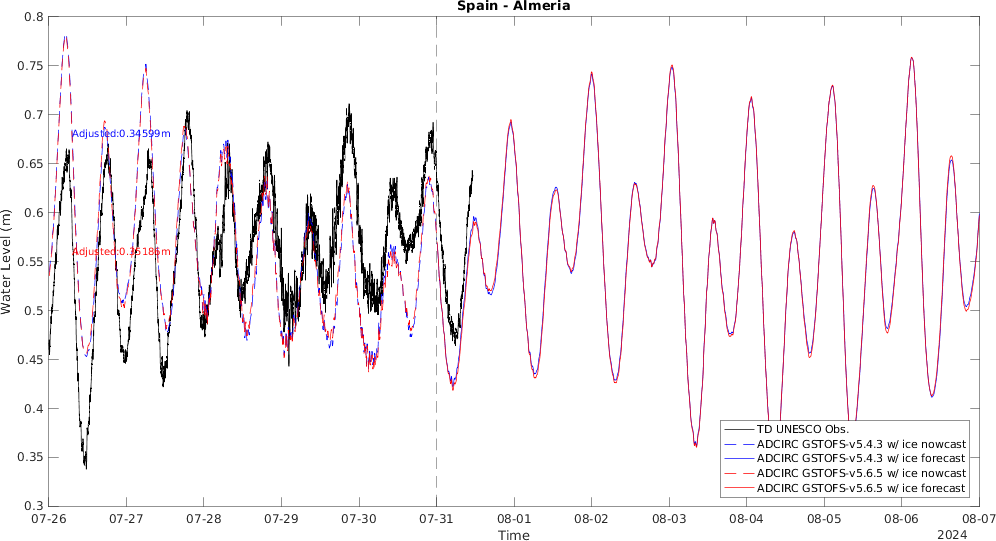 Spain - Almeria
0.8
0.75
0.7
0.65
0.6
0.55
0.5
0.45
0.4
0.35
0.3
Water Level (m)
Adjusted:0.34599m
Adjusted:0.35186m
TD UNESCO Obs.
ADCIRC GSTOFS-v5.4.3 w/ ice nowcast
ADCIRC GSTOFS-v5.4.3 w/ ice forecast
ADCIRC GSTOFS-v5.6.5 w/ ice nowcast
ADCIRC GSTOFS-v5.6.5 w/ ice forecast
07-26 07-27 07-28 07-29 07-30 07-31 08-01 08-02 08-03 08-04 08-05 08-06 08-07
Time
2024